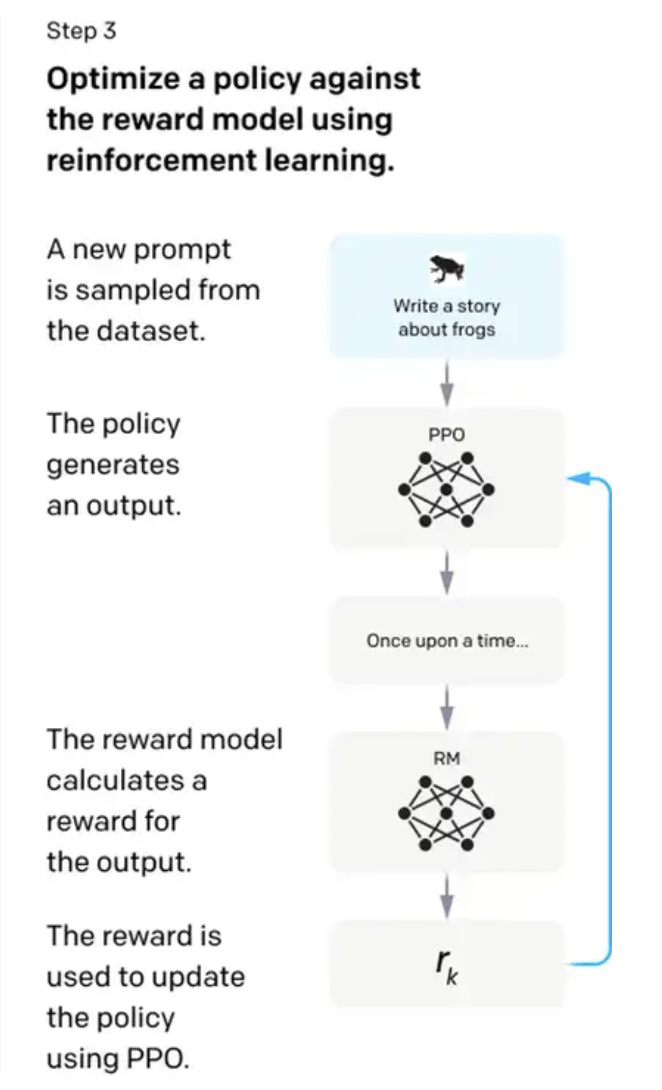 Step 3
Optimize a policy against
the reward model using
reinforcement learning.
A new prompt
is sampled from
the dataset.
Write a story
about frogs
The policy
generates
an output.
PPO
Once upon a time...
The reward model
calculates a
reward for
the output.
RM
The reward is
used to update
the policy
using PPO.
rₖ